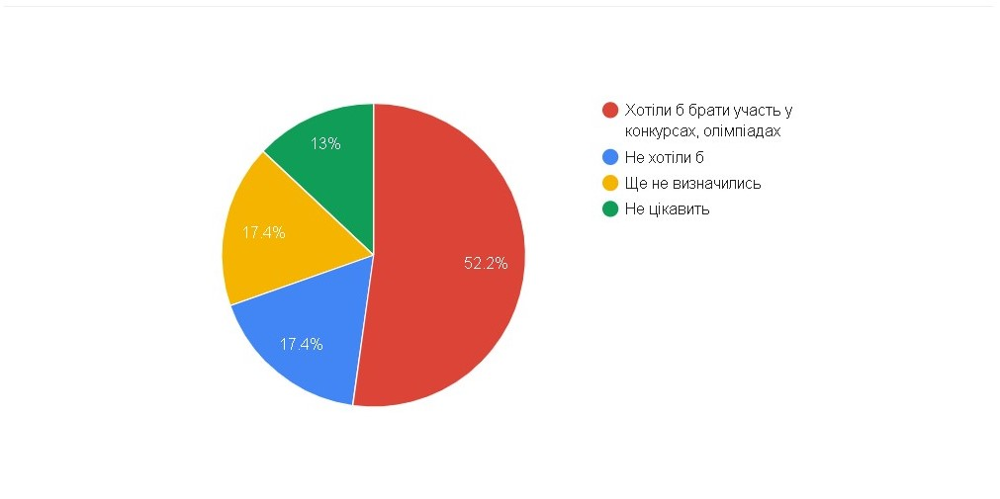 13%
17.4%
52.2%
17.4%
Хотіли б брати участь у
конкурсах, олімпіадах
Не хотіли б
Ще не визначились
Не цікавить